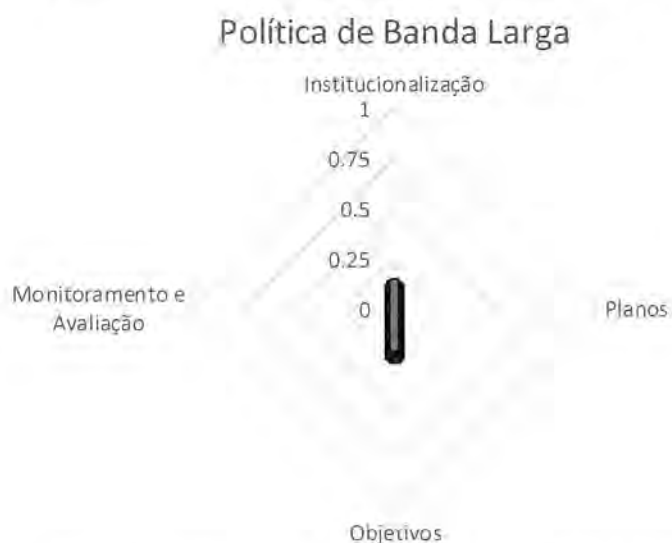 Política de Banda Larga
Institucionalização
1
0.75
0.5
0.25
Monitoramento e
Avaliação
0
Planos
Objetivos